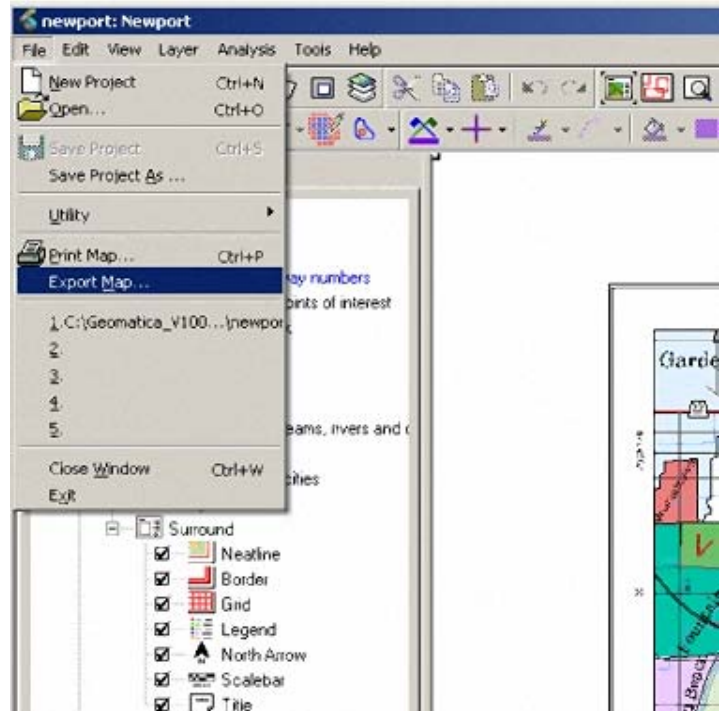 newport: Newport
File Edit View Layer Analysis Tools Help
New Project Ctrl+N
Open... Ctrl+O
Save Project Ctrl+S
Save Project As ...
Utility
Print Map... Ctrl+P
Export Map...
1.C:\Geomatica_V100...\newpor
2.
3.
4.
5.
Close Window Ctrl+W
Exit
ay numbers
oints of interest
eams, rivers and
cities
Surround
Neatline
Border
Grid
Legend
North Arrow
Scalebar
Title
Garde
V